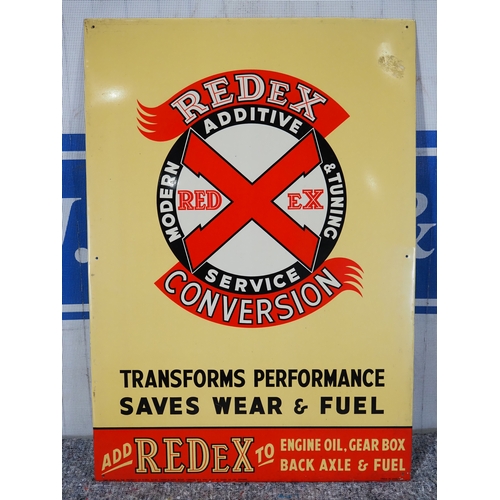 REDEX
ADDITIVE
MODERN
& TUNING
RED EX
SERVICE
CONVERSION
TRANSFORMS PERFORMANCE
SAVES WEAR & FUEL
ADD REDEX TO ENGINE OIL, GEAR BOX
BACK AXLE & FUEL
&